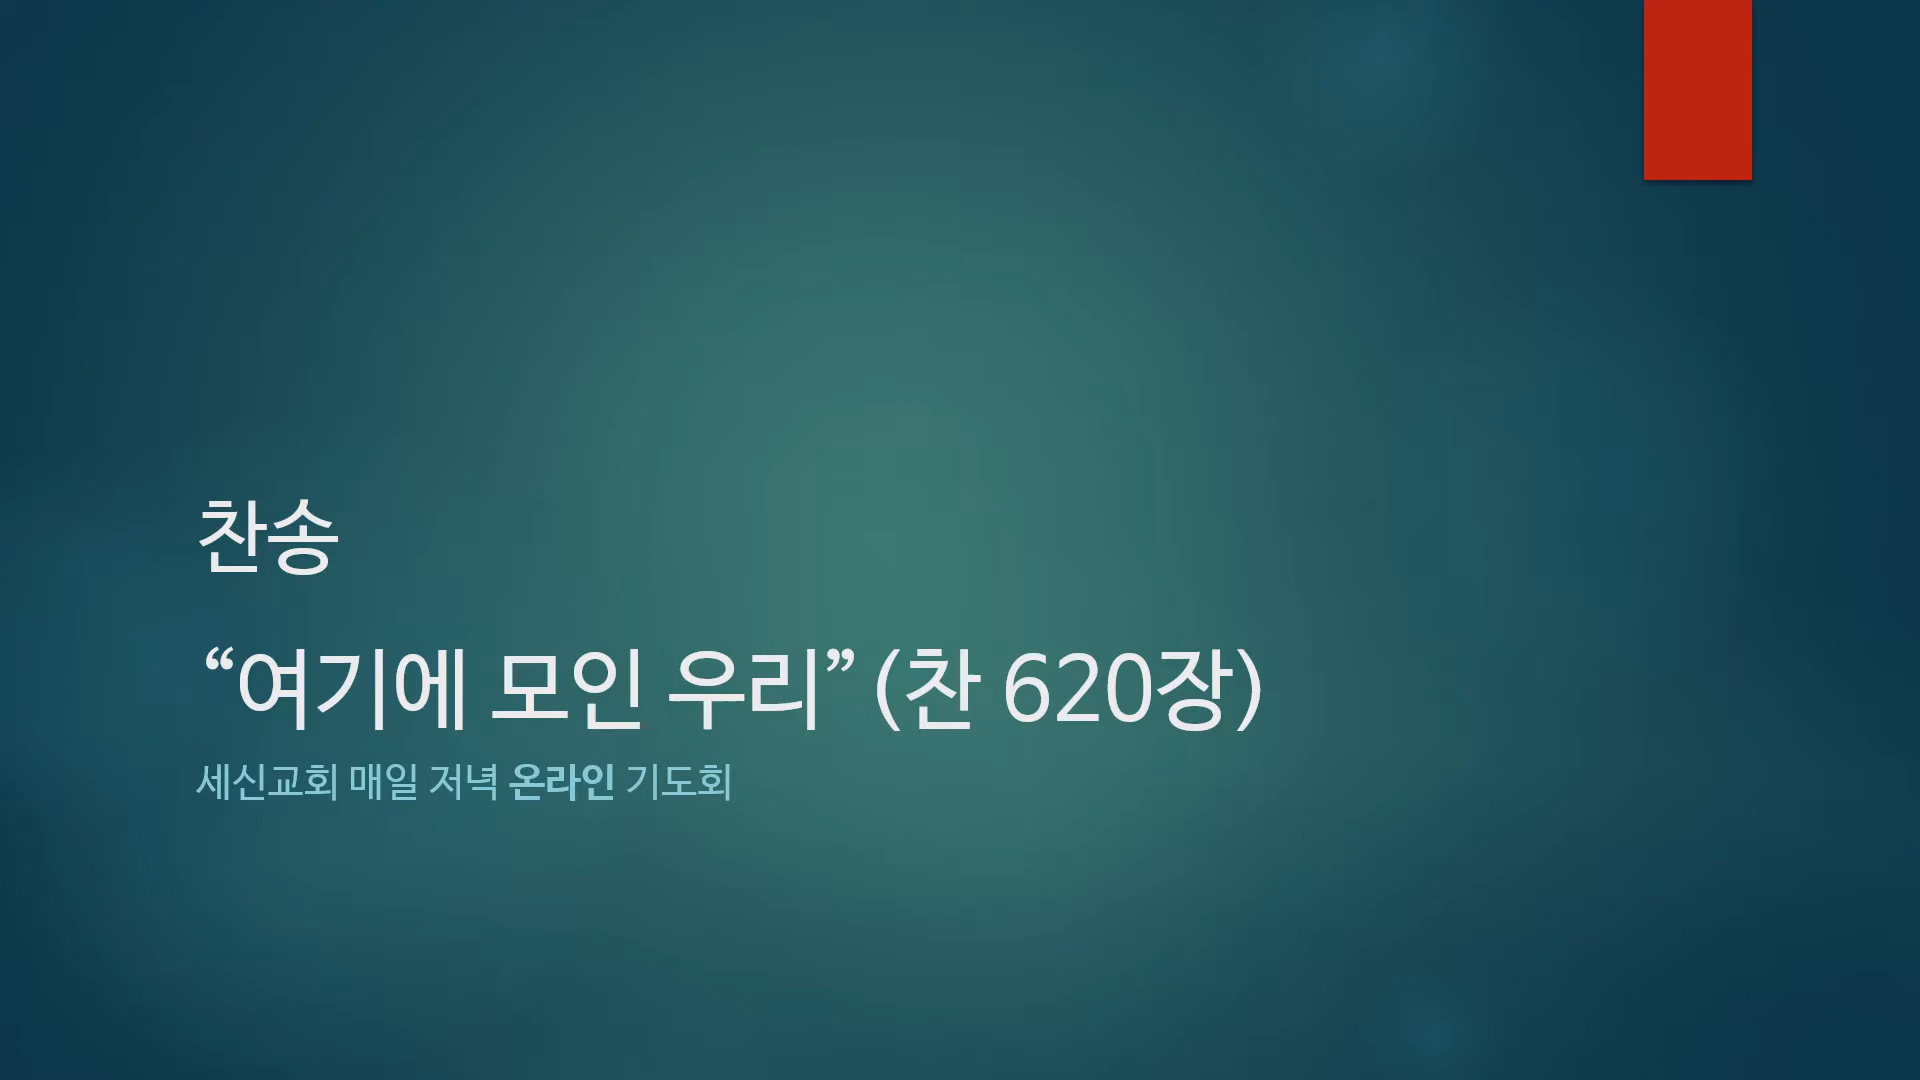 찬송
“여기에 모인 우리” (찬 620장)
세신교회 매일 저녁 온라인 기도회